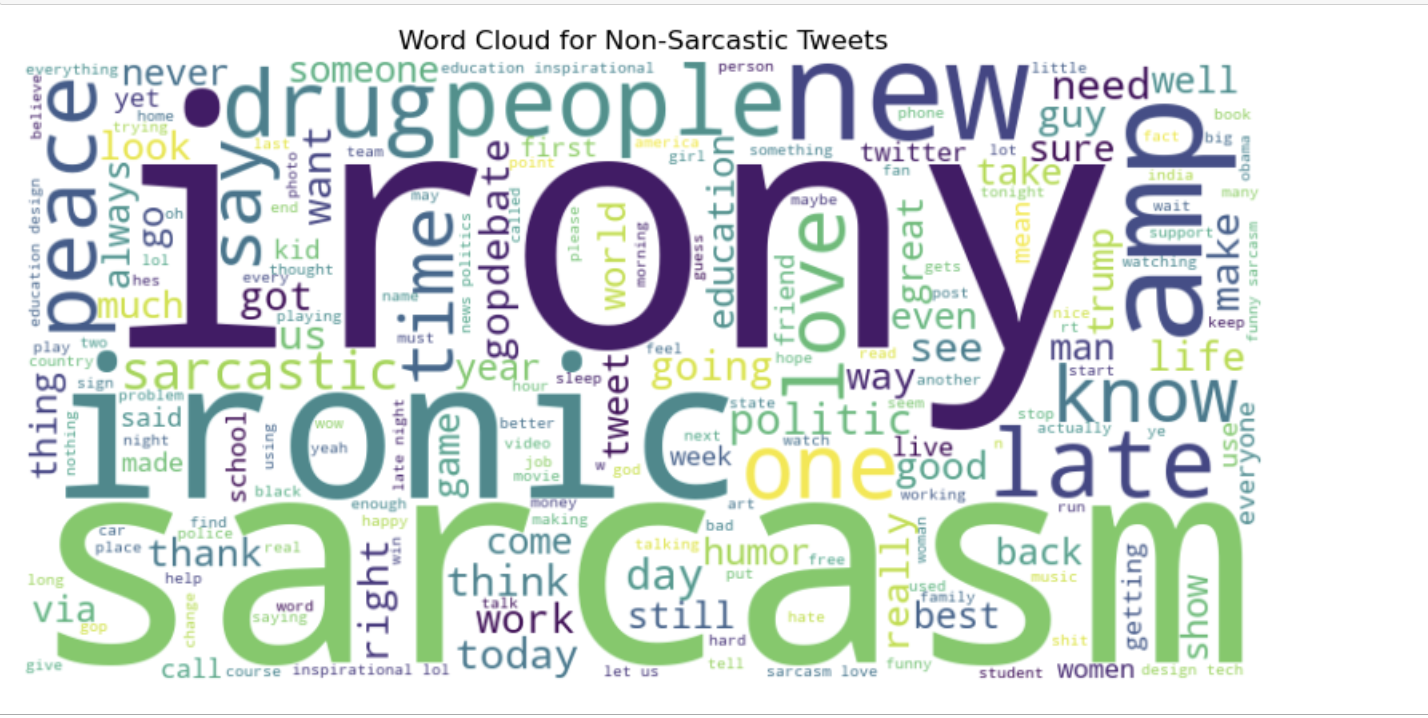 Word Cloud for Non-Sarcastic Tweets
everything never someone education inspirational person new little need well
believe yet home drug people phone guy book
peace trying look last say photo want team first point america girl something twitter lot sure fact big amp obama
irony
always go oh lol hes much kid end every thought got playing us
may time name must news politics gopdebate called please world morning guess education
maybe fan love friend great gets post even take tonight mean trump nice rt
india many wait support watching make keep funny sarcasm
education design play two country sign sarcastic year hour sleep feel going hope read way another see man start life
ironic
thing nothing problem said night made school using black wow yeah late night game better video job movie w god tweet
state politic next week watch one seem live good working n stop actually ye know late use everyone
enough money art run
sarcasm
car place find police thank real help happy win making come think talk work today
bad talking humor free day put still hard hate woman really used family best back music getting show
long via gop change word saying right shit
give call course inspirational lol let us tell sarcasm love funny student women design tech